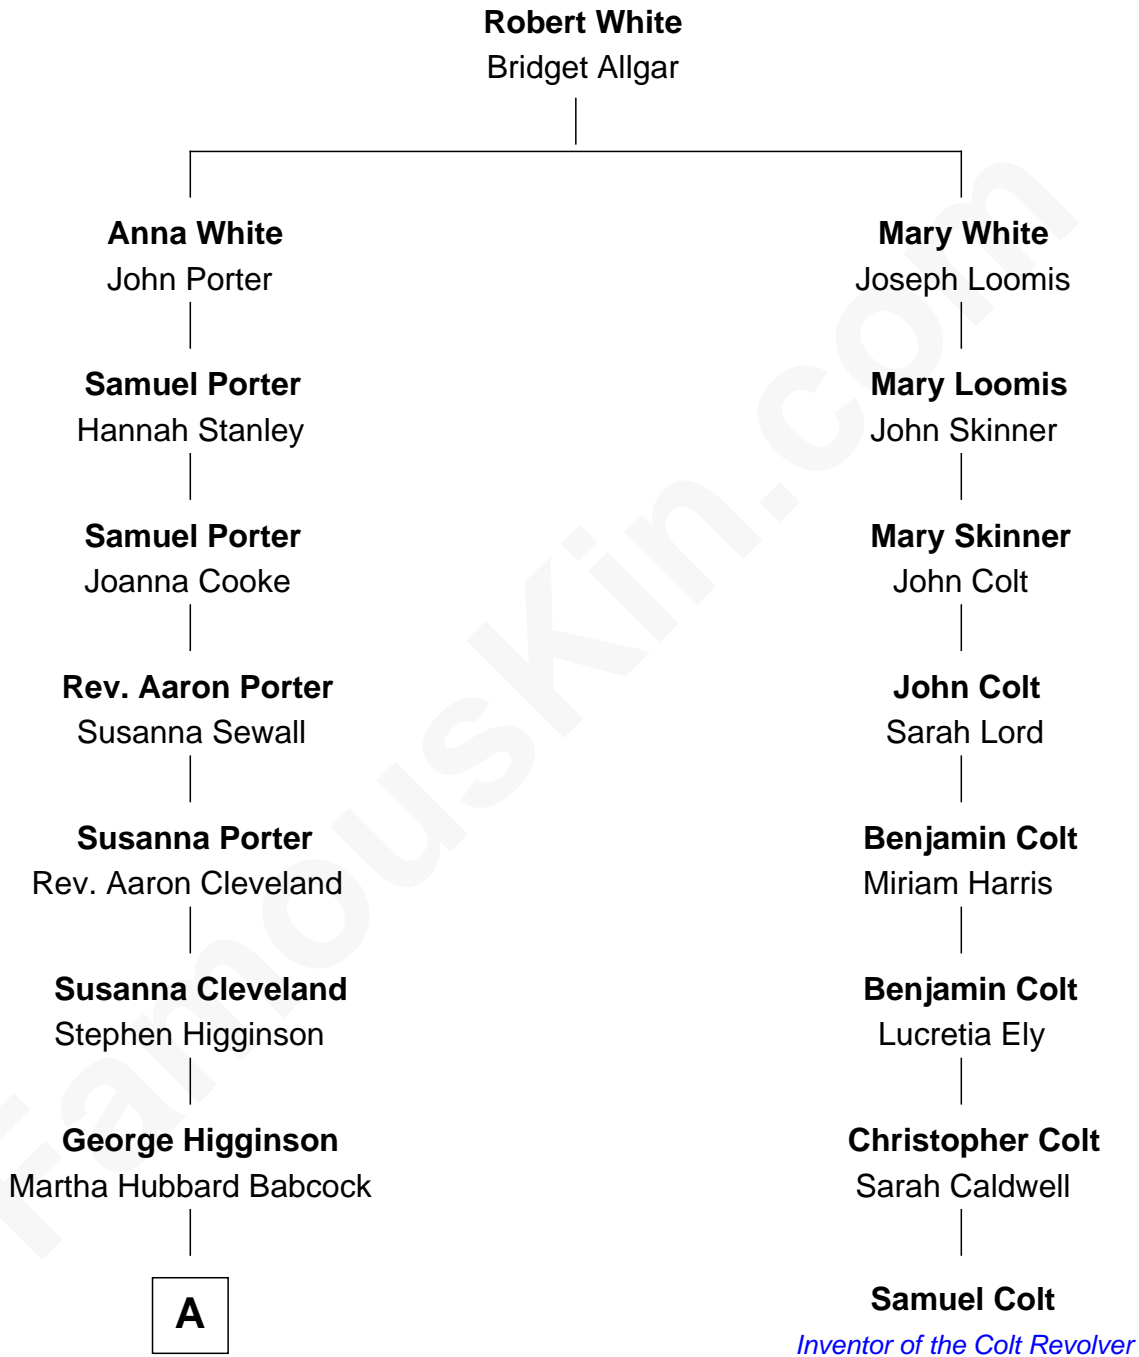 Robert White
Bridget Allgar
Anna White
John Porter
Mary White
Joseph Loomis
Samuel Porter
Hannah Stanley
Mary Loomis
John Skinner
Samuel Porter
Joanna Cooke
Mary Skinner
John Colt
Rev. Aaron Porter
Susanna Sewall
John Colt
Sarah Lord
Susanna Porter
Rev. Aaron Cleveland
Benjamin Colt
Miriam Harris
Susanna Cleveland
Stephen Higginson
Benjamin Colt
Lucretia Ely
George Higginson
Martha Hubbard Babcock
Christopher Colt
Sarah Caldwell
A
Samuel Colt
Inventor of the Colt Revolver
FamousKin.com